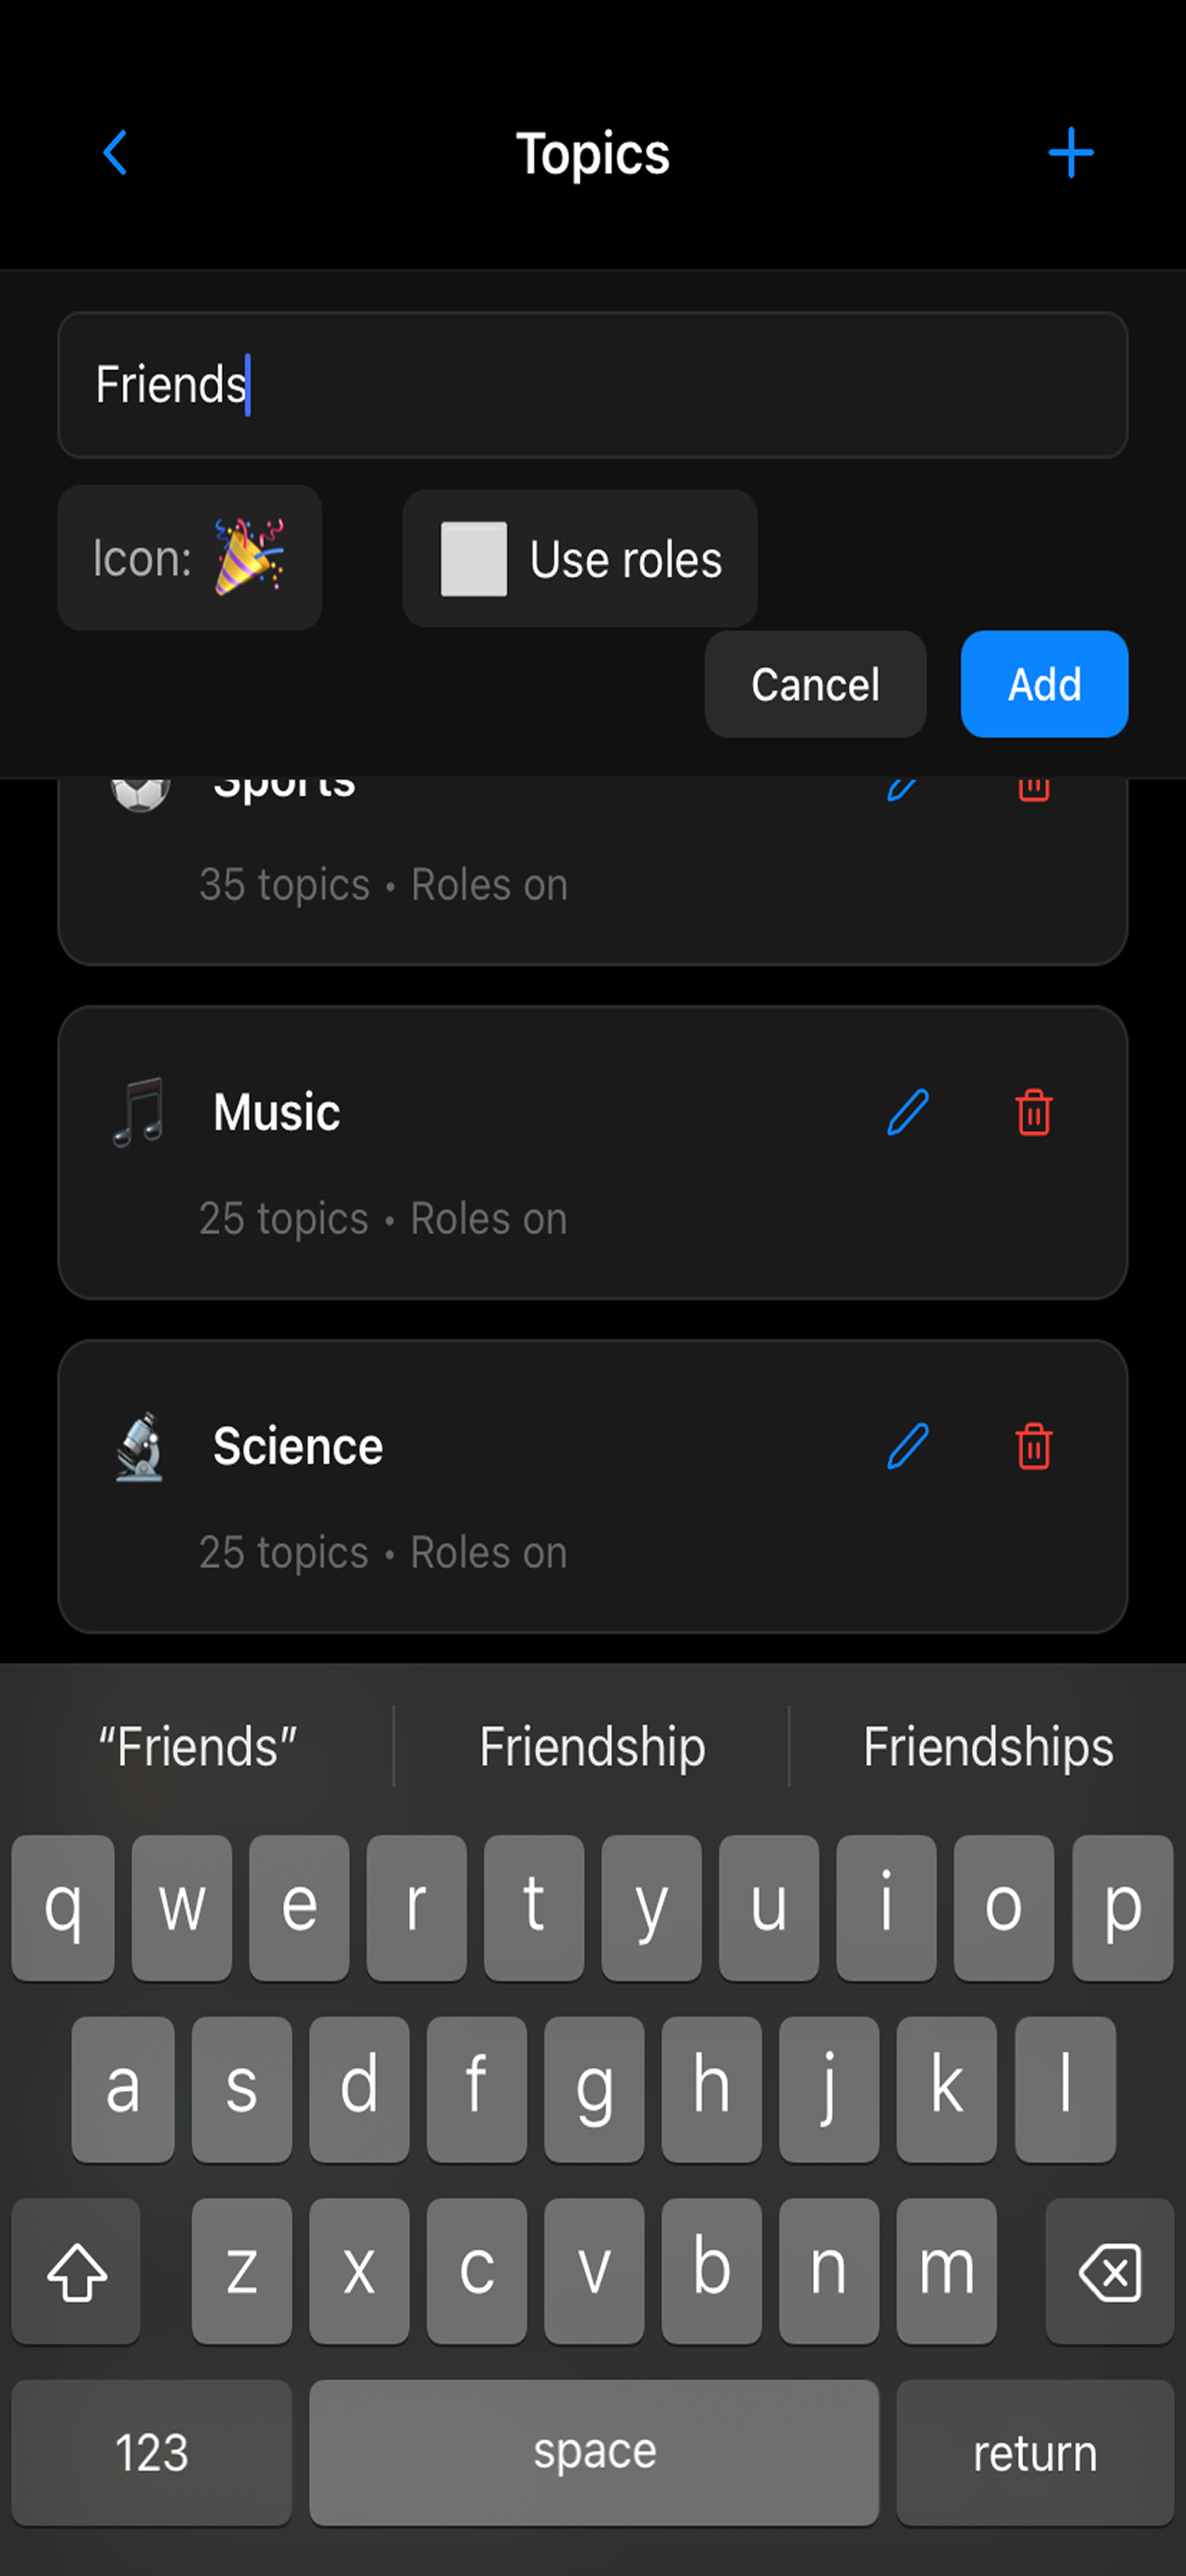 Topics
Friends
Icon: 🎉 Use roles
Cancel Add
Sports
35 topics • Roles on
Music
25 topics • Roles on
Science
25 topics • Roles on
“Friends” Friendship Friendships
q w e r t y u i o p
a s d f g h j k l
z x c v b n m
123 space return